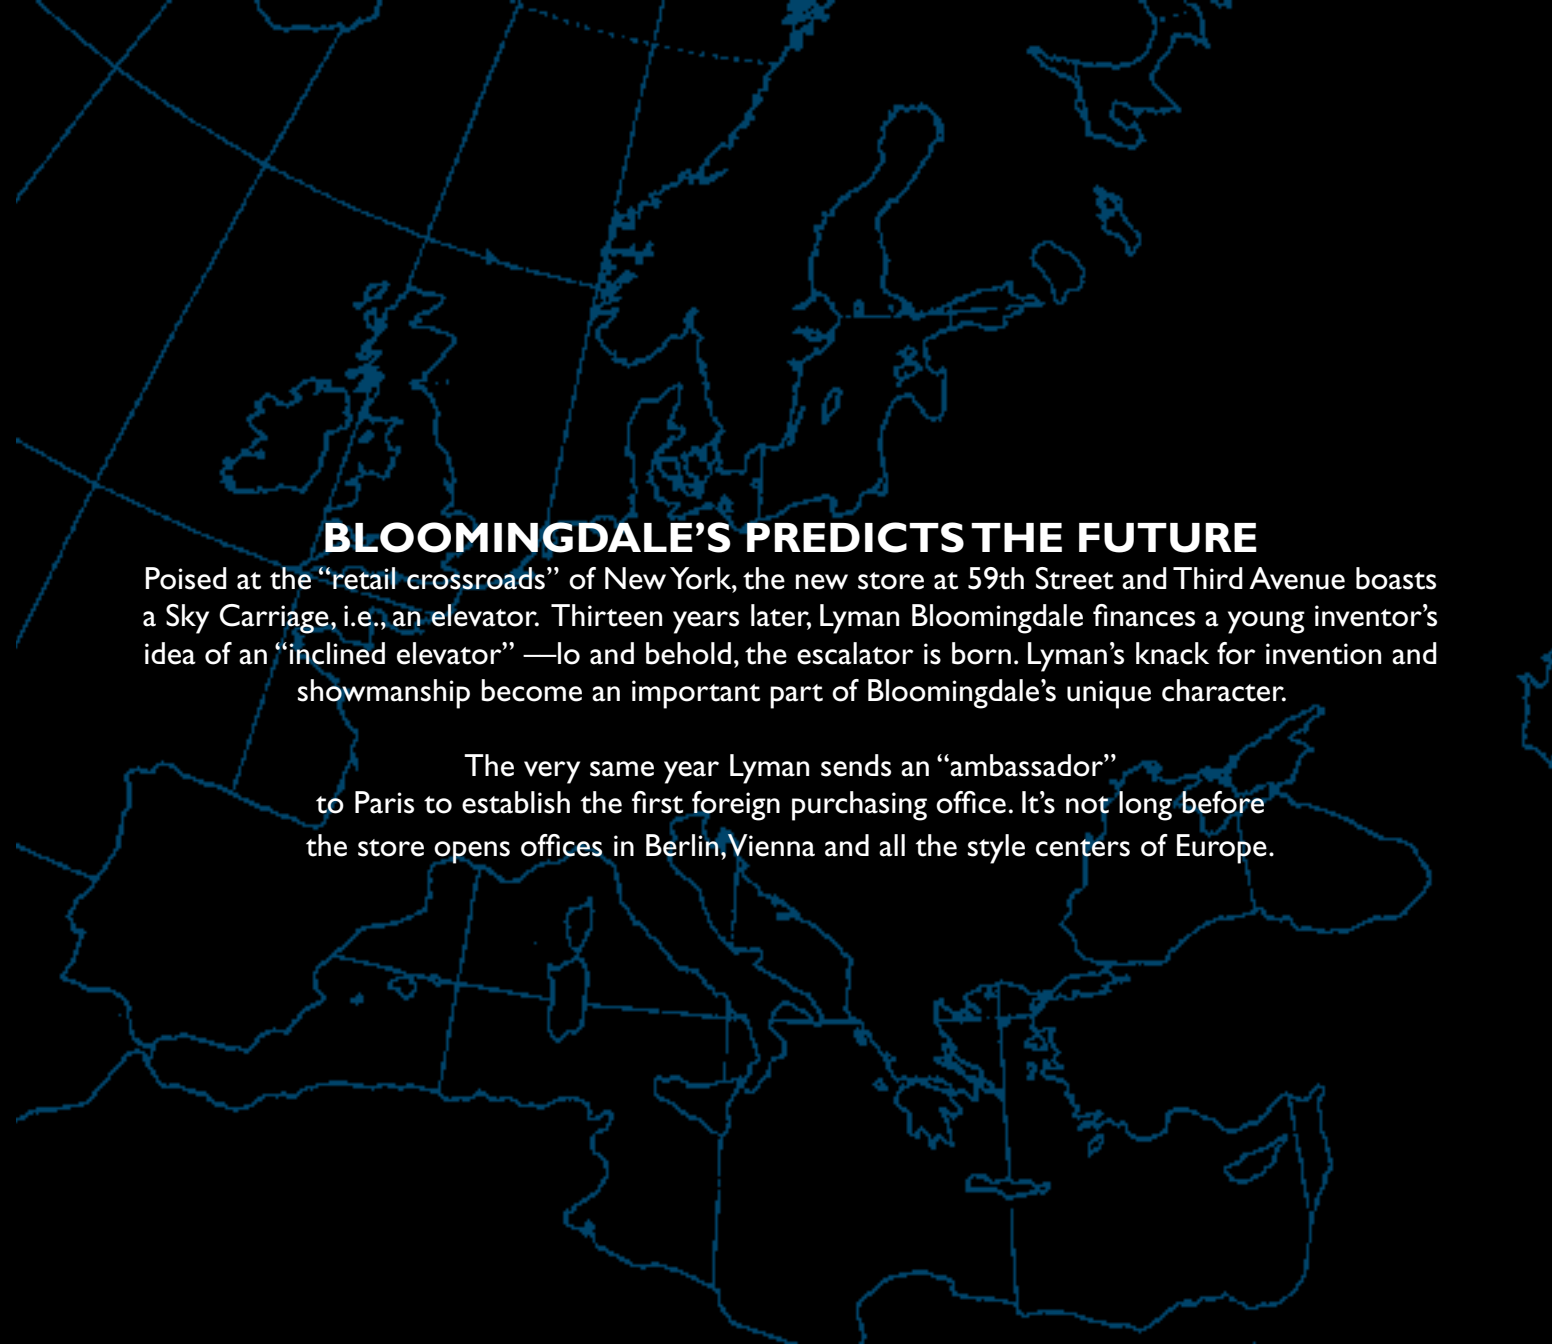 BLOOMINGDALE’S PREDICTS THE FUTURE
Poised at the “retail crossroads” of New York, the new store at 59th Street and Third Avenue boasts
a Sky Carriage, i.e., an elevator. Thirteen years later, Lyman Bloomingdale finances a young inventor’s
idea of an “inclined elevator” —lo and behold, the escalator is born. Lyman’s knack for invention and
showmanship become an important part of Bloomingdale’s unique character.
The very same year Lyman sends an “ambassador”
to Paris to establish the first foreign purchasing office. It’s not long before
the store opens offices in Berlin, Vienna and all the style centers of Europe.